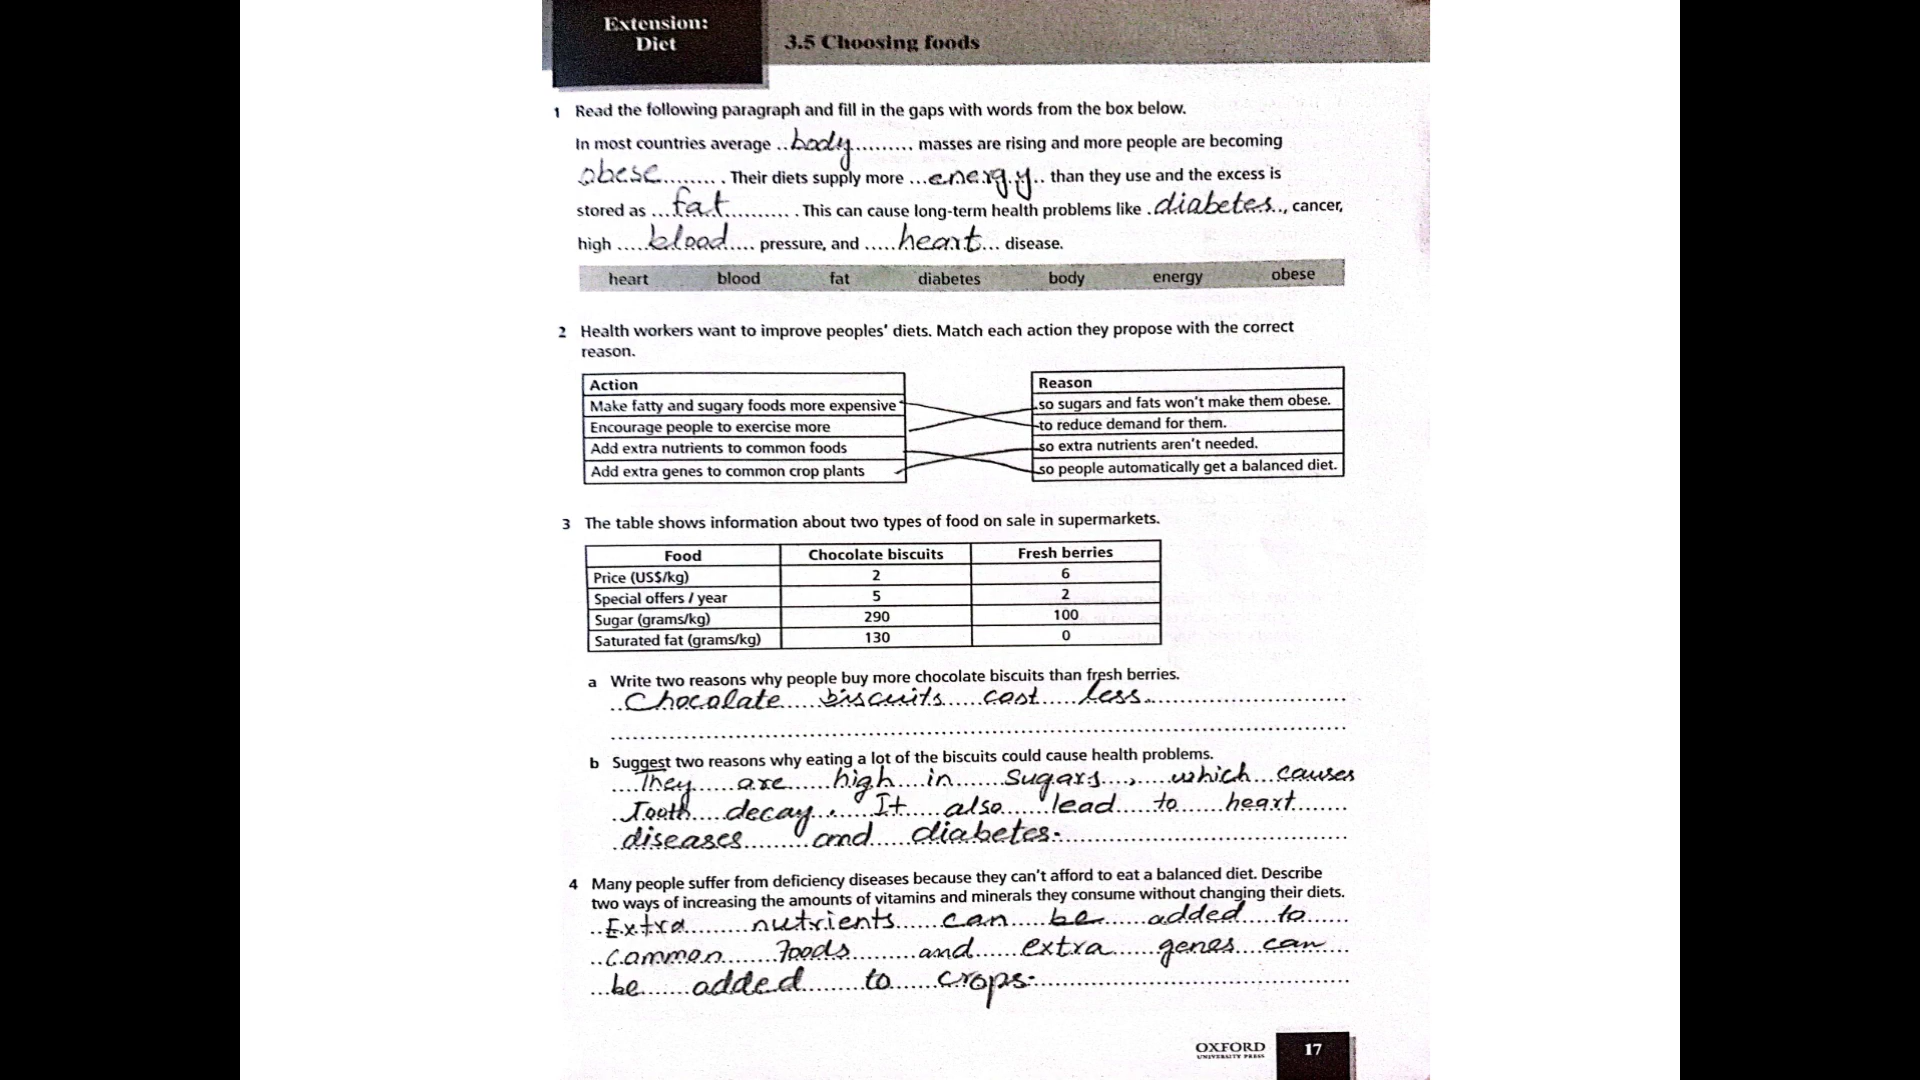 Extension:
Diet
3.5 Choosing foods
1 Read the following paragraph and fill in the gaps with words from the box below.
In most countries average ..body.......... masses are rising and more people are becoming
obese......... . Their diets supply more ...energy.. than they use and the excess is
stored as ...fat........... . This can cause long-term health problems like .diabetes.., cancer,
high .....blood.... pressure, and .....heart... disease.
heart blood fat diabetes body energy obese
2 Health workers want to improve peoples' diets. Match each action they propose with the correct
reason.
Action Reason
Make fatty and sugary foods more expensive so sugars and fats won't make them obese.
Encourage people to exercise more to reduce demand for them.
Add extra nutrients to common foods so extra nutrients aren't needed.
Add extra genes to common crop plants so people automatically get a balanced diet.
3 The table shows information about two types of food on sale in supermarkets.
Food Chocolate biscuits Fresh berries
Price (US$/kg) 2 6
Special offers / year 5 2
Sugar (grams/kg) 290 100
Saturated fat (grams/kg) 130 0
a Write two reasons why people buy more chocolate biscuits than fresh berries.
Chocolate biscuits cost less
b Suggest two reasons why eating a lot of the biscuits could cause health problems.
They are high in sugars, which causes
Tooth decay. It also lead to heart
diseases and diabetes.
4 Many people suffer from deficiency diseases because they can't afford to eat a balanced diet. Describe
two ways of increasing the amounts of vitamins and minerals they consume without changing their diets.
Extra nutrients can be added to
common foods and extra genes can
be added to crops.
OXFORD
UNIVERSITY PRESS
17